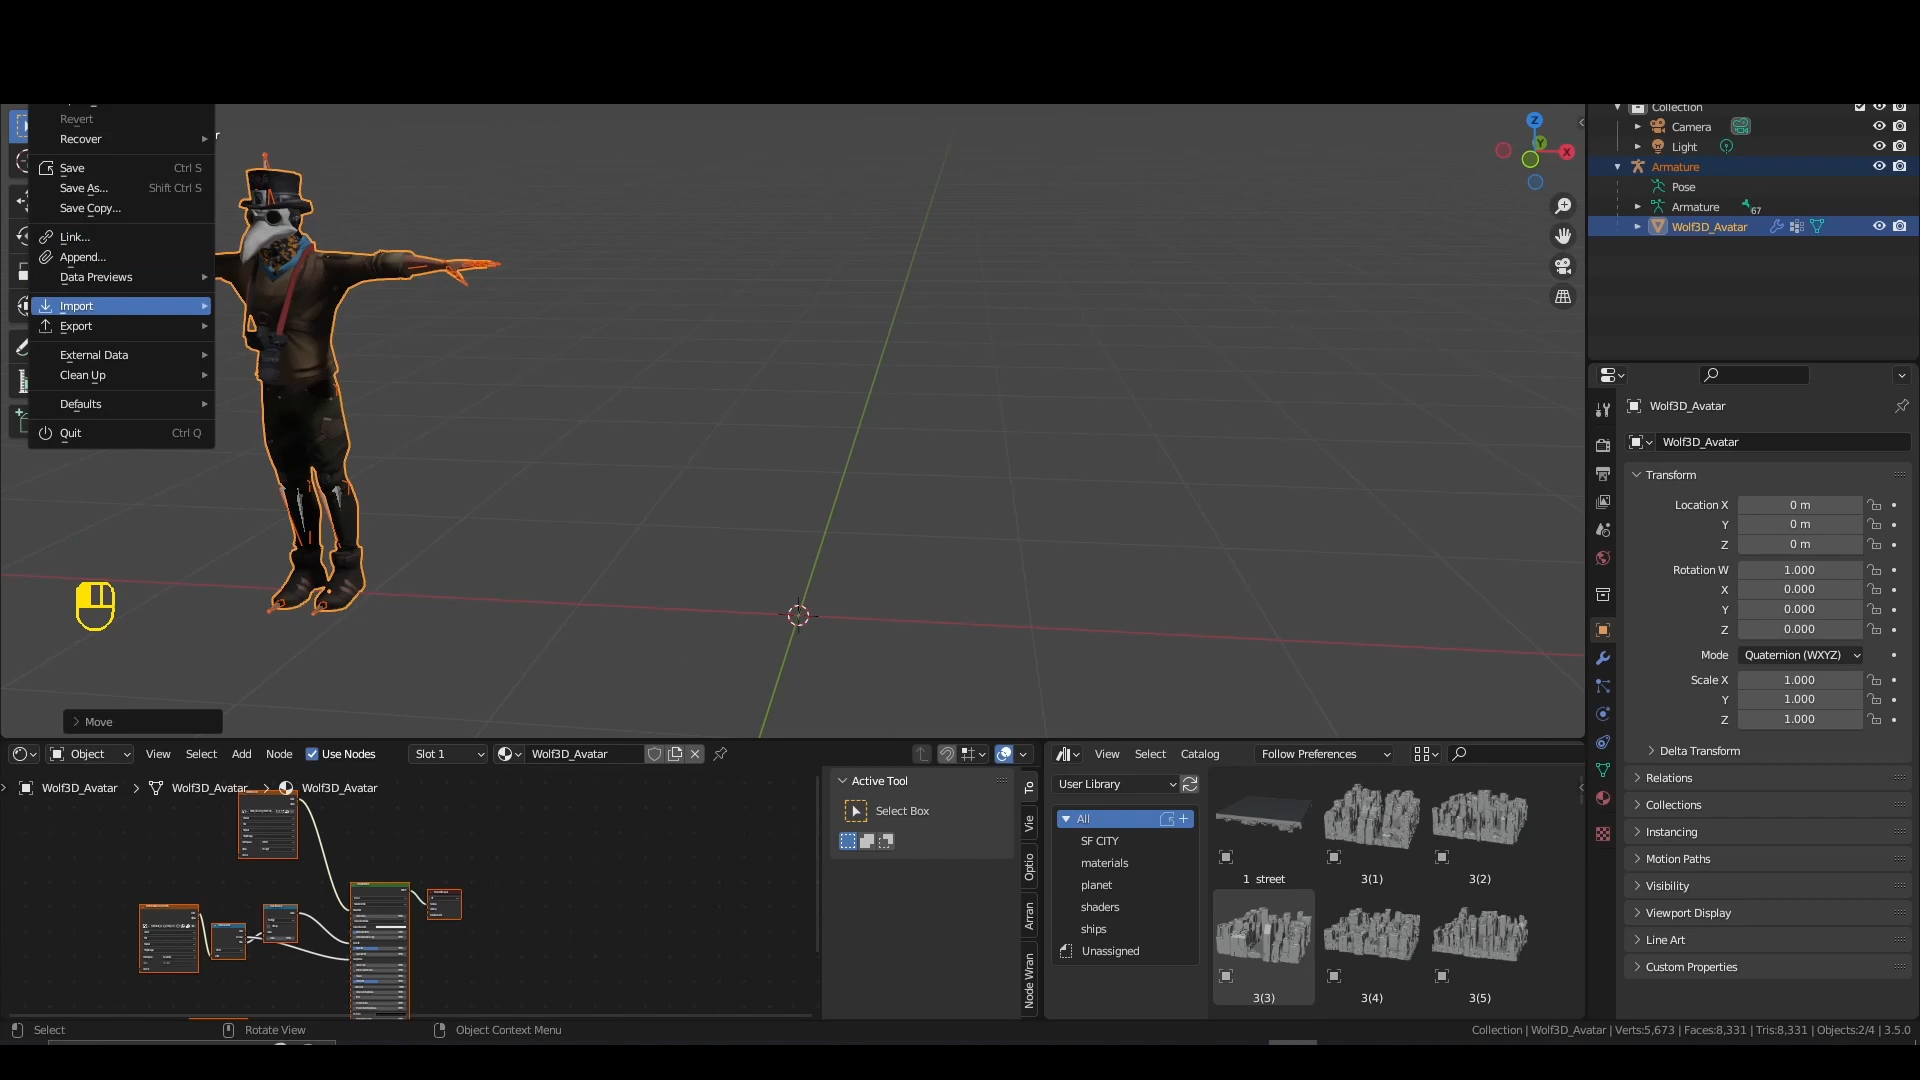 Revert
Recover
Save Ctrl S
Save As... Shift Ctrl S
Save Copy...
Link...
Append...
Data Previews
Import
Export
External Data
Clean Up
Defaults
Quit Ctrl Q
r
Move
Z
Y
X
Collection
Camera
Light
Armature
Pose
Armature 67
Wolf3D_Avatar
Wolf3D_Avatar
Wolf3D_Avatar
Transform
Location X 0 m
Y 0 m
Z 0 m
Rotation W 1.000
X 0.000
Y 0.000
Z 0.000
Mode Quaternion (WXYZ)
Scale X 1.000
Y 1.000
Z 1.000
Delta Transform
Relations
Collections
Instancing
Motion Paths
Visibility
Viewport Display
Line Art
Custom Properties
Object View Select Add Node Use Nodes Slot 1 Wolf3D_Avatar
Wolf3D_Avatar > Wolf3D_Avatar > Wolf3D_Avatar
Active Tool
Select Box
To
Vie
Optio
Arran
Node Wran
View Select Catalog Follow Preferences
User Library
All
SF CITY
materials
planet
shaders
ships
Unassigned
1 street 3(1) 3(2)
3(3) 3(4) 3(5)
Select Rotate View Object Context Menu
Collection | Wolf3D_Avatar | Verts:5,673 | Faces:8,331 | Tris:8,331 | Objects:2/4 | 3.5.0